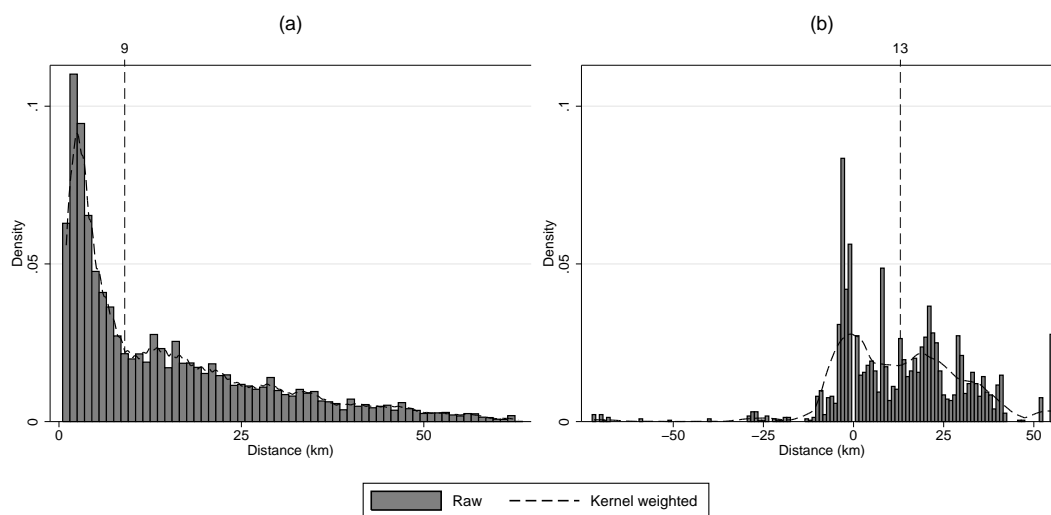 (a)
9
.1
.05
0
Density
0
25
50
Distance (km)
(b)
13
.1
.05
0
Density
−50
−25
0
25
50
Distance (km)
Raw
Kernel weighted